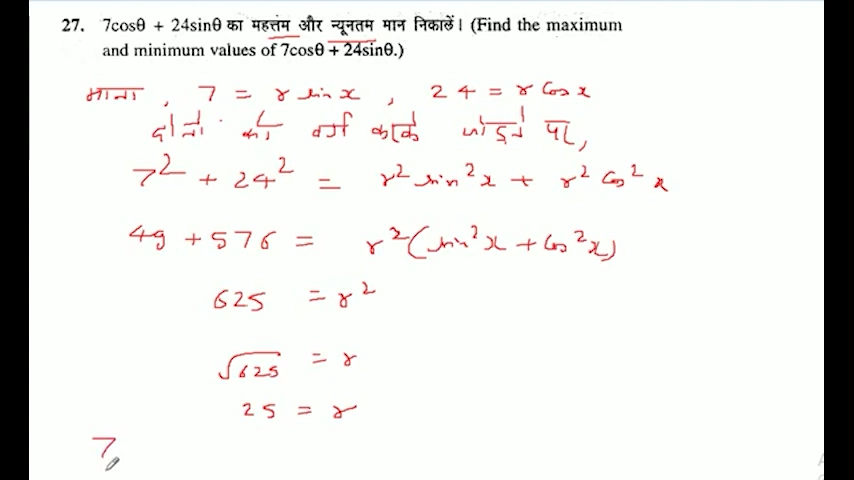 27. 7cosθ + 24sinθ का महत्तम और न्यूनतम मान निकालें। (Find the maximum
and minimum values of 7cosθ + 24sinθ.)
माना, 7 = r sin x, 24 = r cos x
दोनों का वर्ग करके जोड़ने पर,
7² + 24² = r² sin² x + r² cos² x
49 + 576 = r² (sin² x + cos² x)
625 = r²
√625 = r
25 = r
7